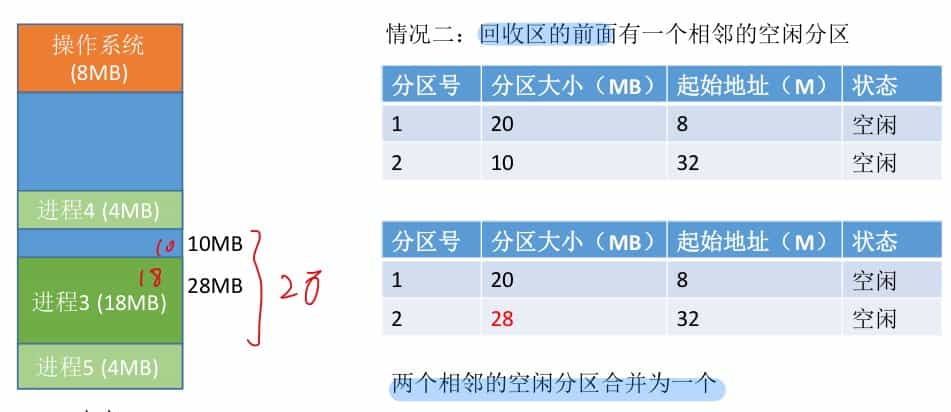 操作系统
(8MB)
进程4 (4MB)
10 10MB
18 28MB
28
进程3 (18MB)
进程5 (4MB)
情况二：回收区的前面有一个相邻的空闲分区
分区号 分区大小（MB） 起始地址（M） 状态
1 20 8 空闲
2 10 32 空闲
分区号 分区大小（MB） 起始地址（M） 状态
1 20 8 空闲
2 28 32 空闲
两个相邻的空闲分区合并为一个